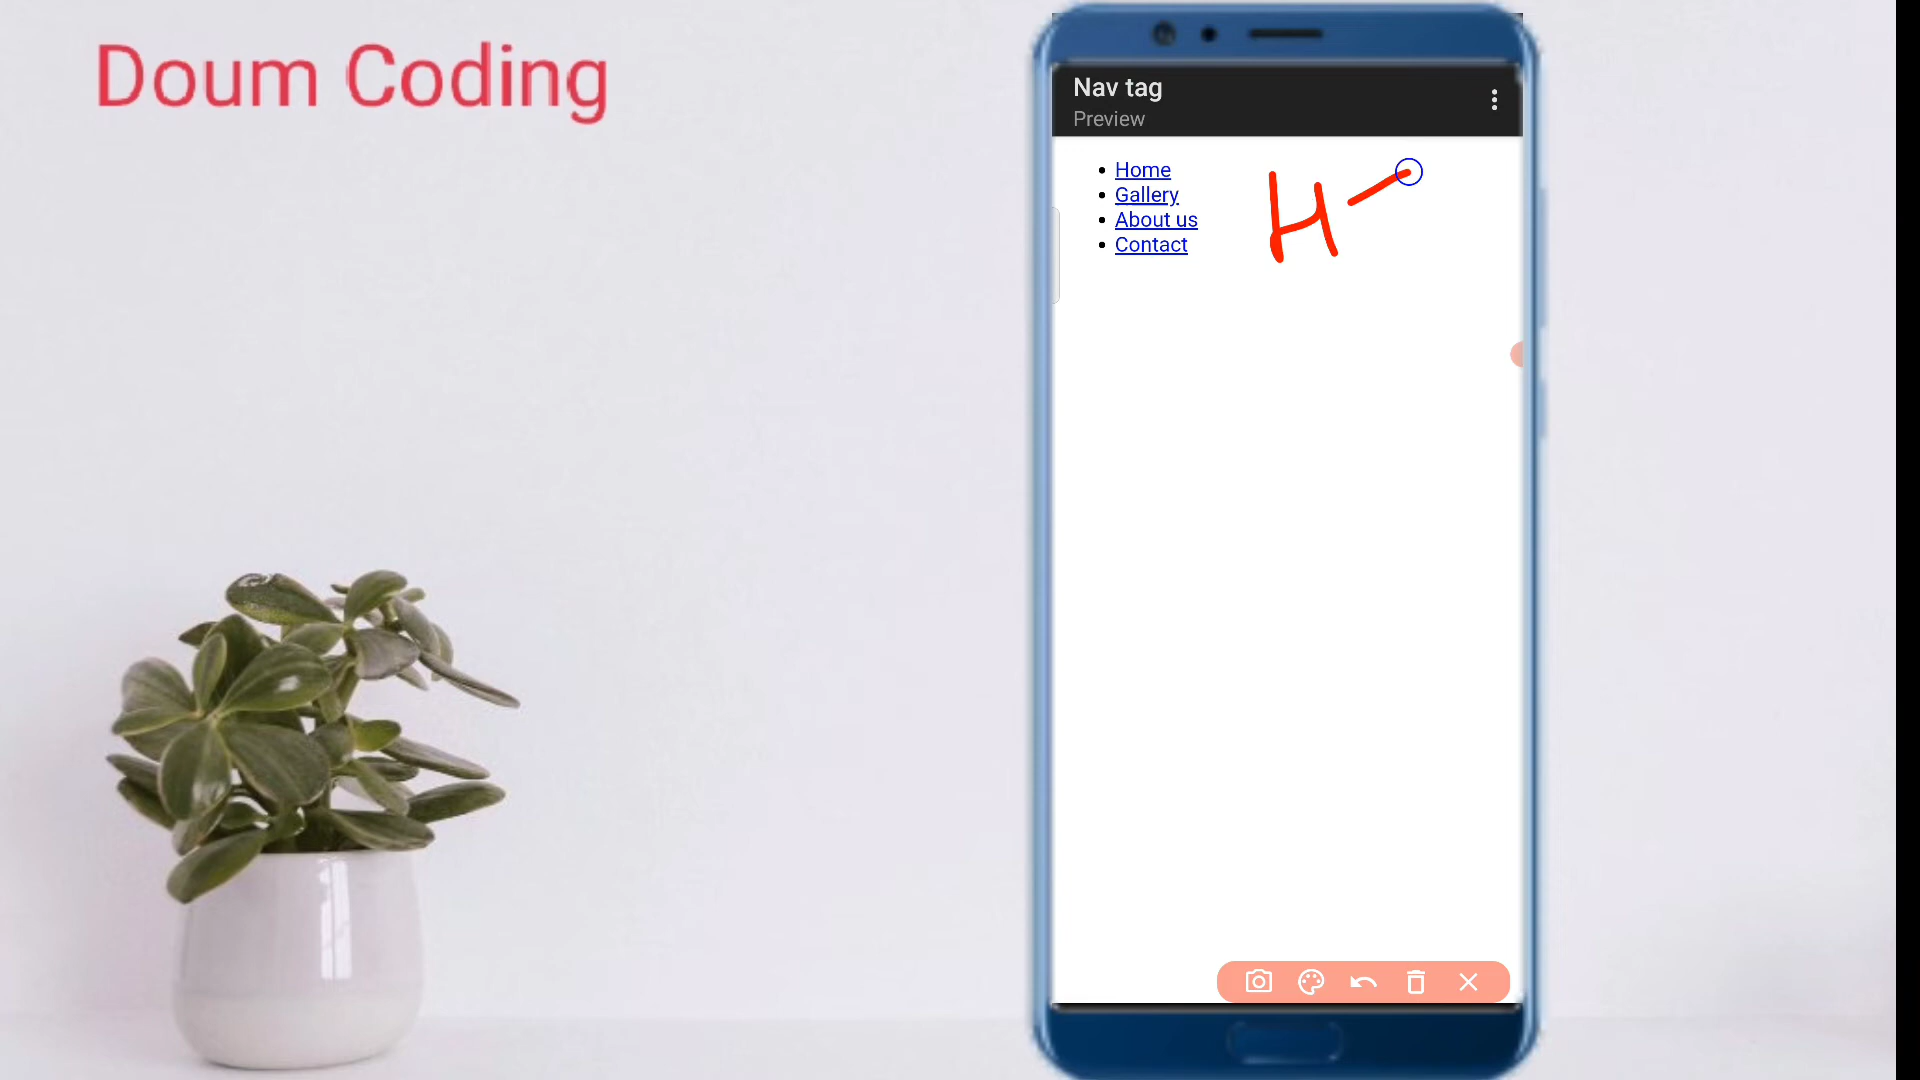 Doum Coding
Nav tag
Preview
Home
Gallery
About us
Contact
H